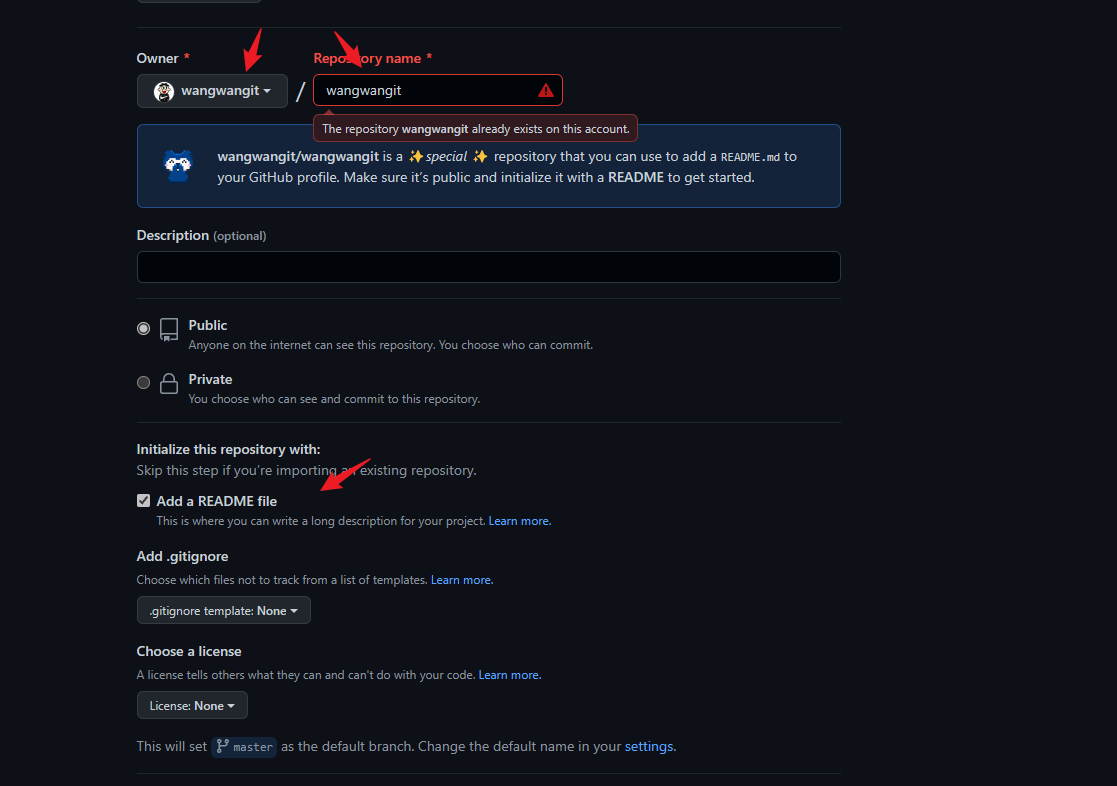 Owner *
Repository name *
wangwangit / wangwangit
The repository wangwangit already exists on this account.
wangwangit/wangwangit is a ✨special ✨ repository that you can use to add a README.md to
your GitHub profile. Make sure it’s public and initialize it with a README to get started.
Description (optional)
Public
Anyone on the internet can see this repository. You choose who can commit.
Private
You choose who can see and commit to this repository.
Initialize this repository with:
Skip this step if you’re importing an existing repository.
Add a README file
This is where you can write a long description for your project. Learn more.
Add .gitignore
Choose which files not to track from a list of templates. Learn more.
.gitignore template: None
Choose a license
A license tells others what they can and can't do with your code. Learn more.
License: None
This will set master as the default branch. Change the default name in your settings.